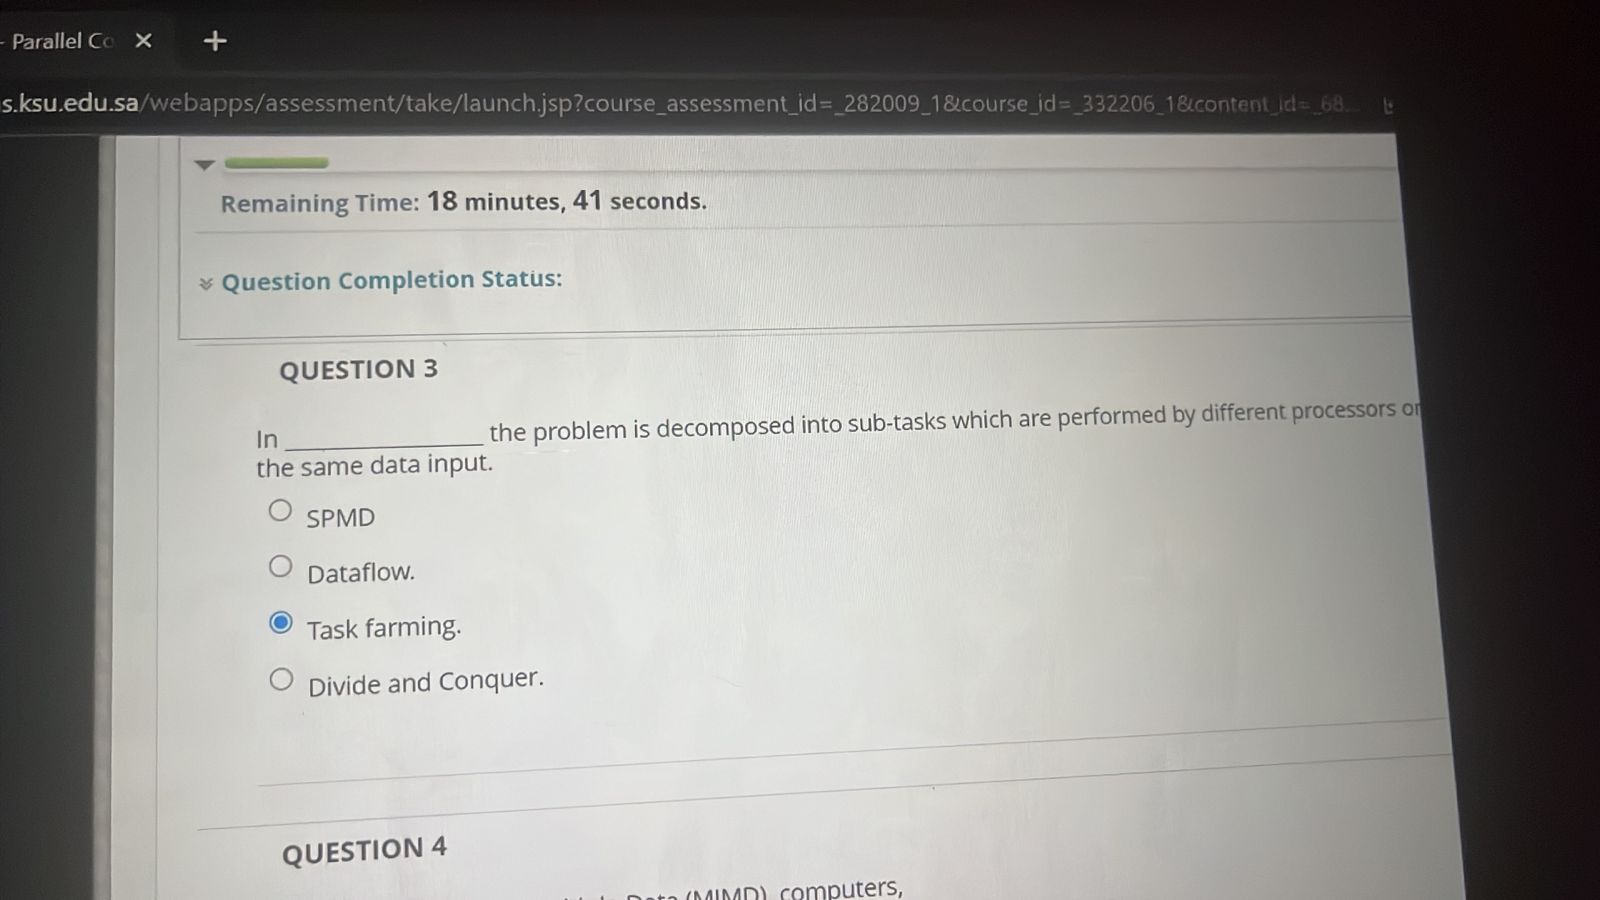 - Parallel Co
s.ksu.edu.sa/webapps/assessment/take/launch.jsp?course_assessment_id=_282009_1&course_id=_332206_1&content_id=_68...
Remaining Time: 18 minutes, 41 seconds.
Question Completion Status:
QUESTION 3
In ______________ the problem is decomposed into sub-tasks which are performed by different processors or
the same data input.
SPMD
Dataflow.
Task farming.
Divide and Conquer.
QUESTION 4
Data (MIMD) computers,